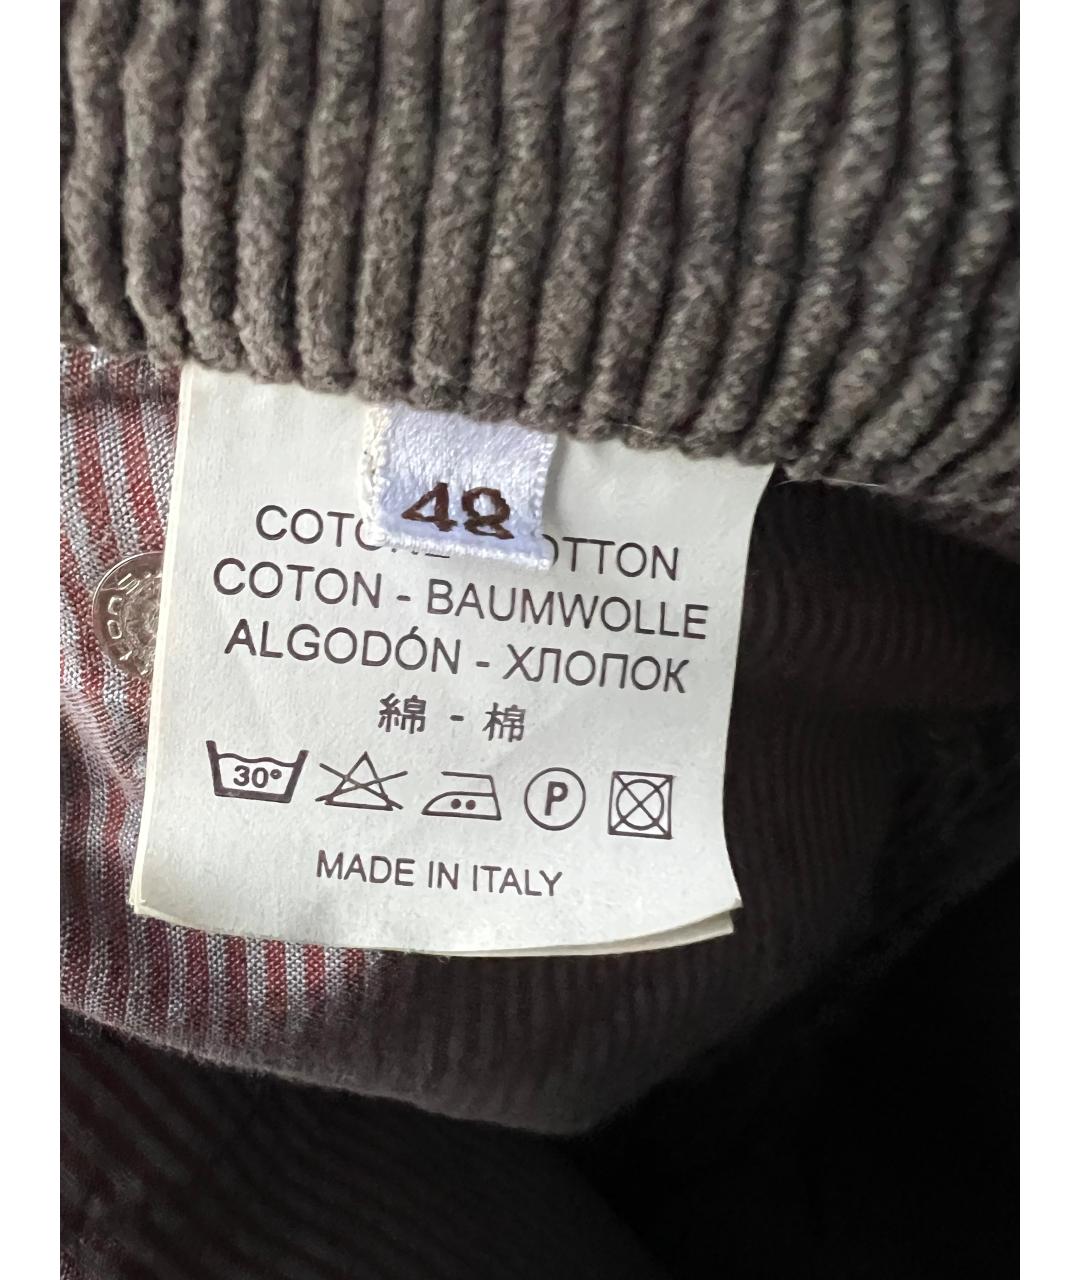 48
COTONE - COTTON
COTON - BAUMWOLLE
ALGODÓN - ХЛОПОК
綿 - 棉
30°
P
MADE IN ITALY